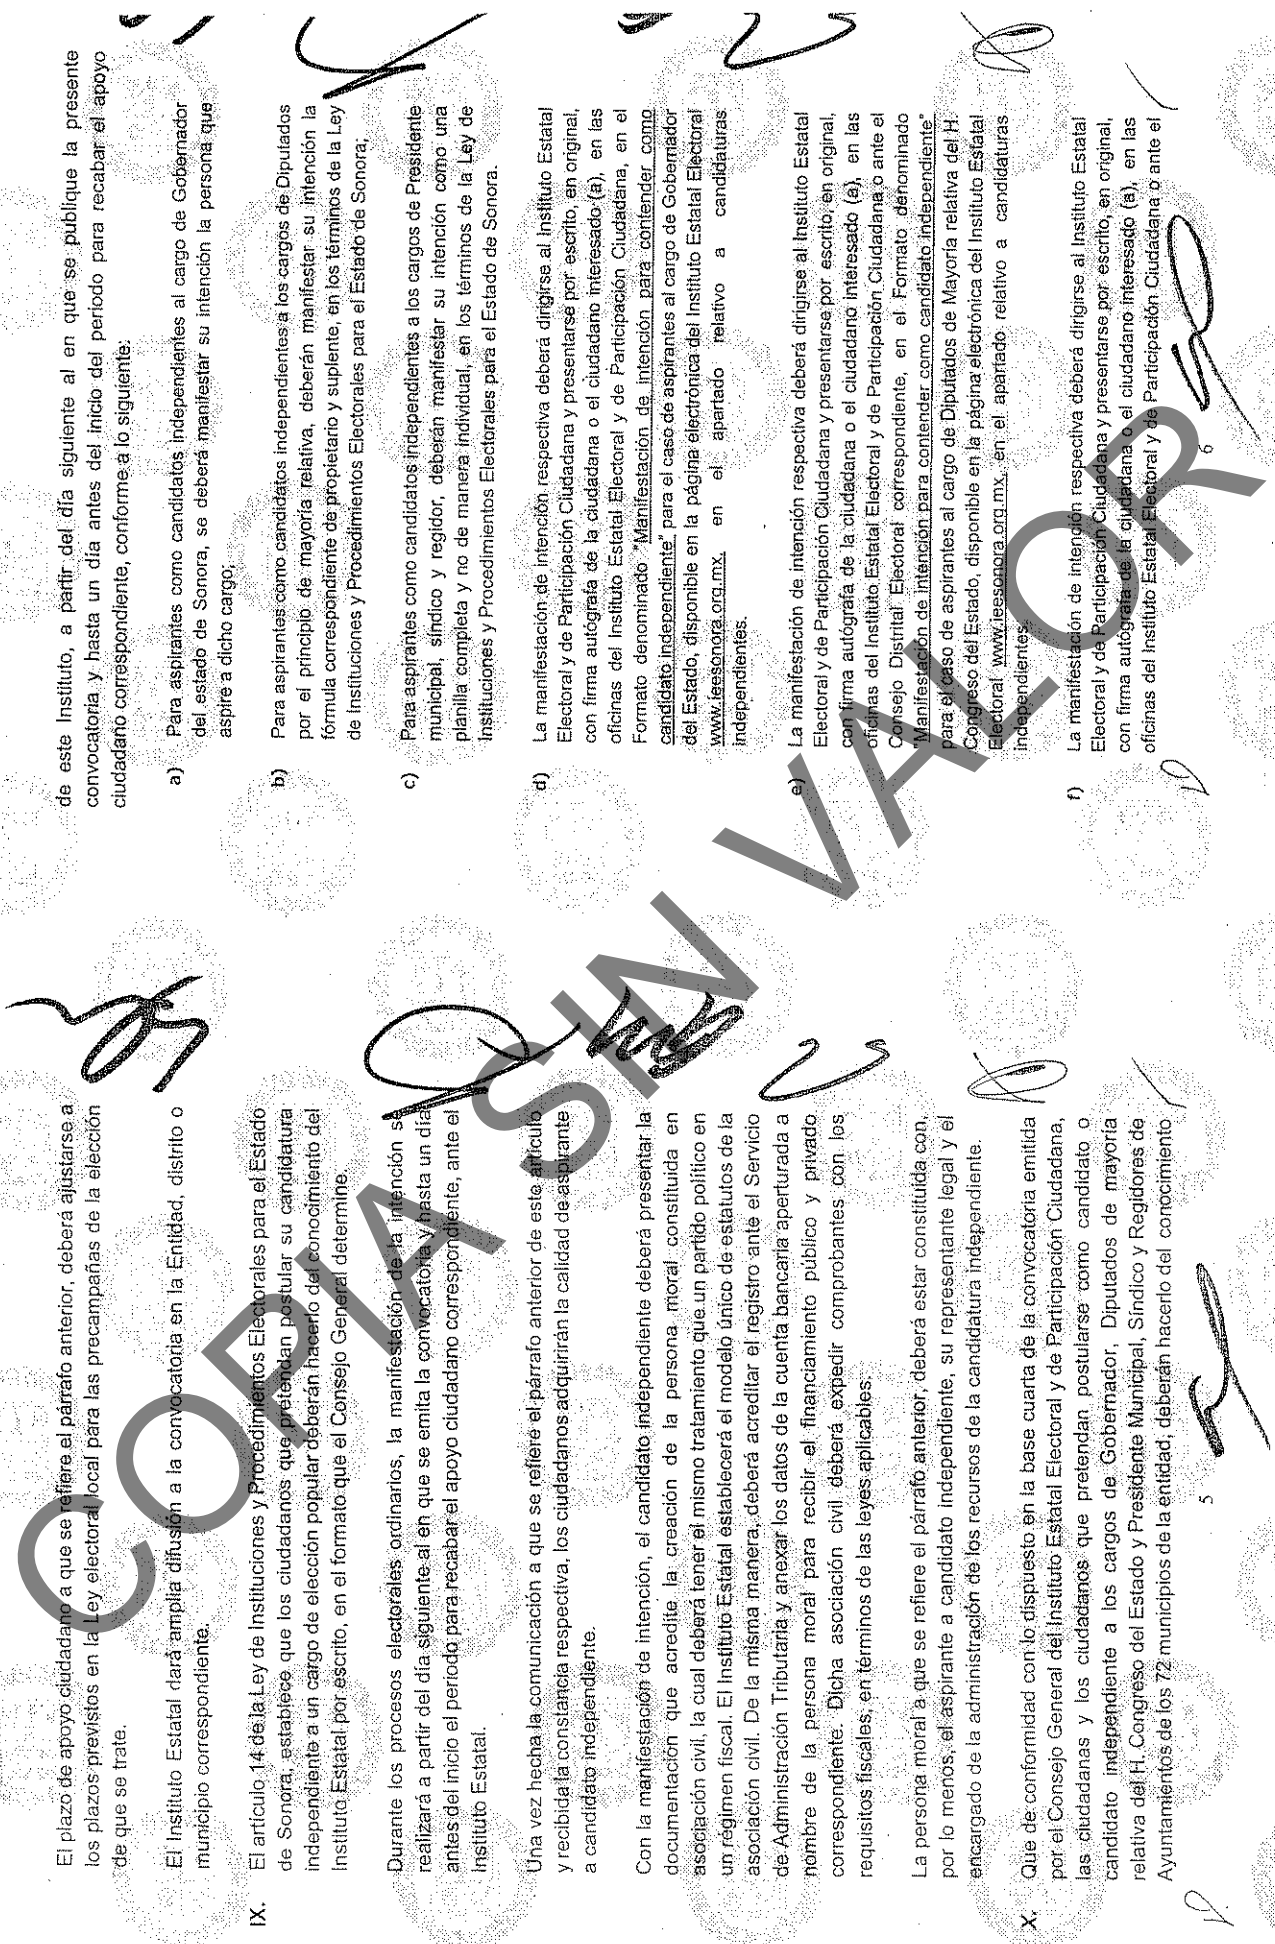 El plazo de apoyo ciudadano a que se refiere el párrafo anterior, deberá ajustarse a
los plazos previstos en la Ley electoral local para las precampañas de la elección
de que se trate.
El Instituto Estatal dará amplia difusión a la convocatoria en la Entidad, distrito o
municipio correspondiente.
IX. El artículo 14 de la Ley de Instituciones y Procedimientos Electorales para el Estado
de Sonora, establece que los ciudadanos que pretendan postular su candidatura
independiente a un cargo de elección popular deberán hacerlo del conocimiento del
Instituto Estatal por escrito, en el formato que el Consejo General determine.
Durante los procesos electorales ordinarios, la manifestación de la intención se
realizará a partir del día siguiente al en que se emita la convocatoria y hasta un día
antes del inicio el periodo para recabar el apoyo ciudadano correspondiente, ante el
Instituto Estatal.
Una vez hecha la comunicación a que se refiere el párrafo anterior de este artículo
y recibida la constancia respectiva, los ciudadanos adquirirán la calidad de aspirante
a candidato independiente.
Con la manifestación de intención, el candidato independiente deberá presentar la
documentación que acredite la creación de la persona moral constituida en
asociación civil, la cual deberá tener el mismo tratamiento que un partido político en
un régimen fiscal. El Instituto Estatal establecerá el modelo único de estatutos de la
asociación civil. De la misma manera, deberá acreditar el registro ante el Servicio
de Administración Tributaria y anexar los datos de la cuenta bancaria aperturada a
nombre de la persona moral para recibir el financiamiento público y privado
correspondiente. Dicha asociación civil deberá expedir comprobantes con los
requisitos fiscales, en términos de las leyes aplicables.
La persona moral a que se refiere el párrafo anterior, deberá estar constituida con,
por lo menos, el aspirante a candidato independiente, su representante legal y el
encargado de la administración de los recursos de la candidatura independiente.
X. Que de conformidad con lo dispuesto en la base cuarta de la convocatoria emitida
por el Consejo General del Instituto Estatal Electoral y de Participación Ciudadana,
las ciudadanas y los ciudadanos que pretendan postularse como candidato o
candidato independiente a los cargos de Gobernador, Diputados de mayoría
relativa del H. Congreso del Estado y Presidente Municipal, Síndico y Regidores de
Ayuntamientos de los 72 municipios de la entidad, deberán hacerlo del conocimiento
5
de este Instituto, a partir del día siguiente al en que se publique la presente
convocatoria y hasta un día antes del inicio del periodo para recabar el apoyo
ciudadano correspondiente, conforme a lo siguiente:
a) Para aspirantes como candidatos independientes al cargo de Gobernador
del estado de Sonora, se deberá manifestar su intención la persona que
aspire a dicho cargo;
b) Para aspirantes como candidatos independientes a los cargos de Diputados
por el principio de mayoría relativa, deberán manifestar su intención la
fórmula correspondiente de propietario y suplente, en los términos de la Ley
de Instituciones y Procedimientos Electorales para el Estado de Sonora;
c) Para aspirantes como candidatos independientes a los cargos de Presidente
municipal, síndico y regidor, deberán manifestar su intención como una
planilla completa y no de manera individual, en los términos de la Ley de
Instituciones y Procedimientos Electorales para el Estado de Sonora.
d) La manifestación de intención respectiva deberá dirigirse al Instituto Estatal
Electoral y de Participación Ciudadana y presentarse por escrito, en original,
con firma autógrafa de la ciudadana o el ciudadano interesado (a), en las
oficinas del Instituto Estatal Electoral y de Participación Ciudadana, en el
Formato denominado "Manifestación de intención para contender como
candidato independiente" para el caso de aspirantes al cargo de Gobernador
del Estado, disponible en la página electrónica del Instituto Estatal Electoral
www.ieesonora.org.mx, en el apartado relativo a candidaturas
independientes.
e) La manifestación de intención respectiva deberá dirigirse al Instituto Estatal
Electoral y de Participación Ciudadana y presentarse por escrito, en original,
con firma autógrafa de la ciudadana o el ciudadano interesado (a), en las
oficinas del Instituto Estatal Electoral y de Participación Ciudadana o ante el
Consejo Distrital Electoral correspondiente, en el Formato denominado
"Manifestación de intención para contender como candidato independiente"
para el caso de aspirantes al cargo de Diputados de Mayoría relativa del H.
Congreso del Estado, disponible en la página electrónica del Instituto Estatal
Electoral www.ieesonora.org.mx, en el apartado relativo a candidaturas
independientes.
f) La manifestación de intención respectiva deberá dirigirse al Instituto Estatal
Electoral y de Participación Ciudadana y presentarse por escrito, en original,
con firma autógrafa de la ciudadana o el ciudadano interesado (a), en las
oficinas del Instituto Estatal Electoral y de Participación Ciudadana o ante el
6
COPIA SIN VALOR